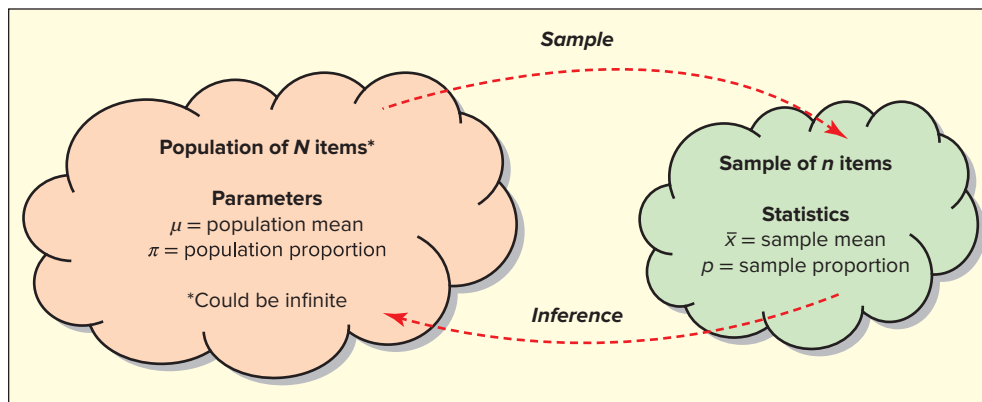 Sample
Population of N items*
Parameters
μ = population mean
π = population proportion
*Could be infinite
Sample of n items
Statistics
x̄ = sample mean
p = sample proportion
Inference